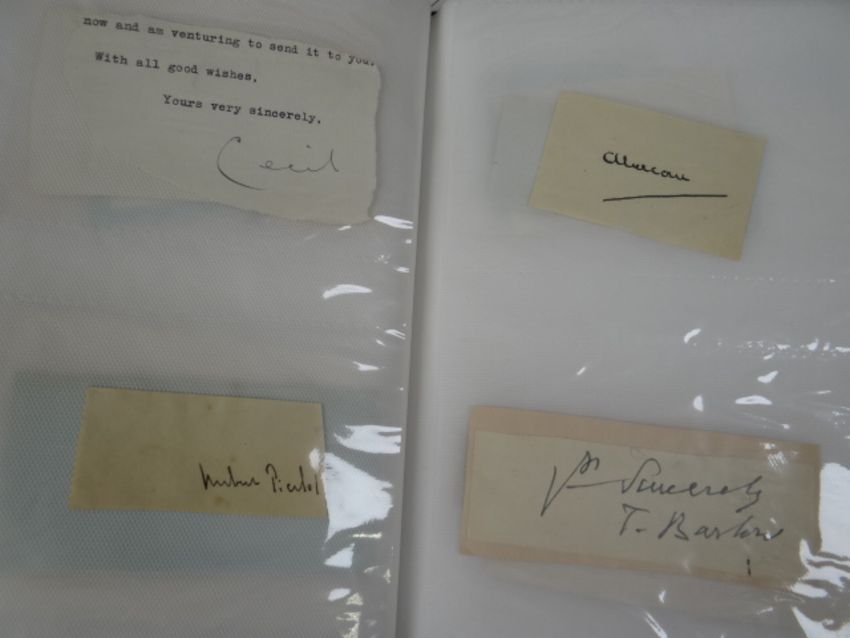 now and am venturing to send it to you.
With all good wishes,
Yours very sincerely,
Cecil
Yrs Sincerely
T. Barlow